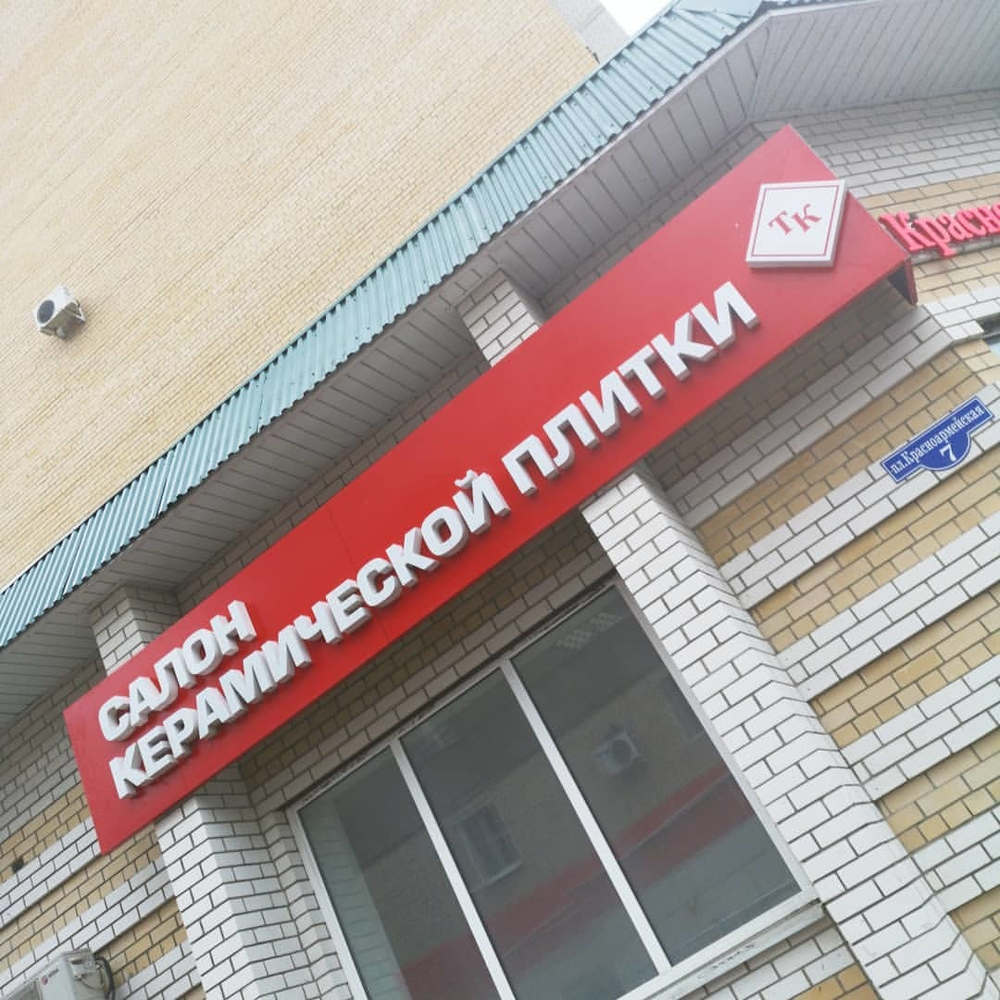 САЛОН
КЕРАМИЧЕСКОЙ ПЛИТКИ
ТК
пл.Красноармейская
7